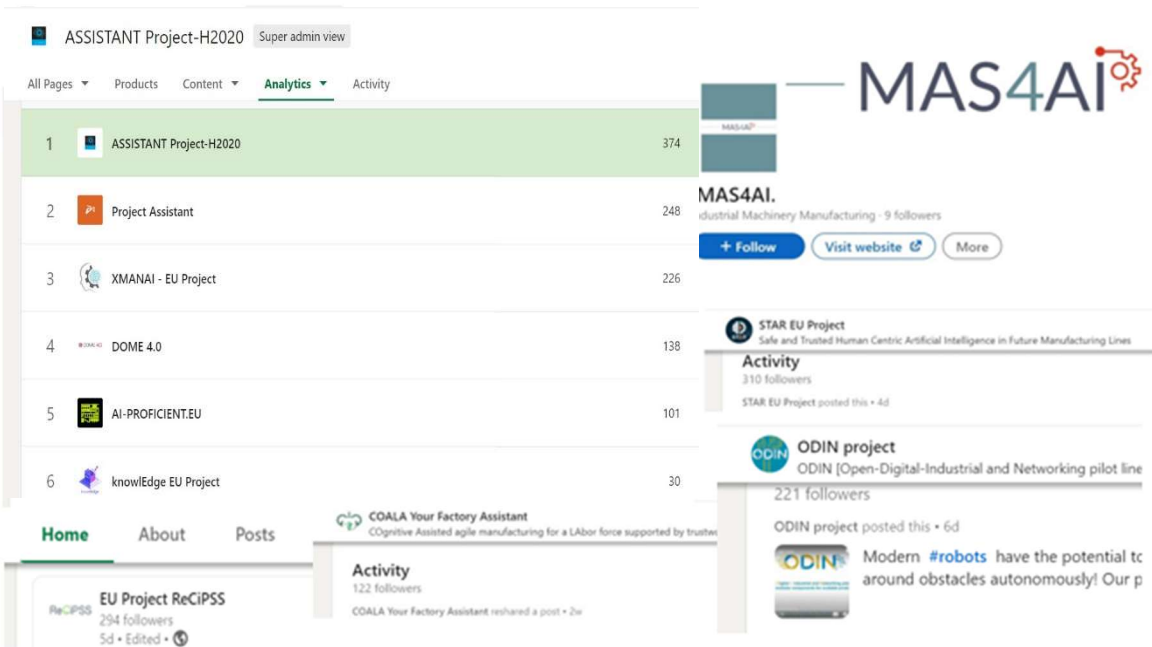 ASSISTANT Project-H2020 Super admin view
All Pages Products Content Analytics Activity
1 ASSISTANT Project-H2020 374
2 Project Assistant 248
3 XMANAI - EU Project 226
4 DOME 4.0 138
5 AI-PROFICIENT.EU 101
6 knowlEdge EU Project 30
MAS4AI
MAS4AI
MAS4AI.
ndustrial Machinery Manufacturing · 9 followers
+ Follow Visit website More
STAR EU Project
Safe and Trusted Human Centric Artificial Intelligence in Future Manufacturing Lines
Activity
310 followers
STAR EU Project posted this • 4d
ODIN
ODIN project
ODIN [Open-Digital-Industrial and Networking pilot line
221 followers
ODIN project posted this • 6d
ODIN
Modern #robots have the potential to
around obstacles autonomously! Our p
Home About Posts
ReCiPSS
EU Project ReCiPSS
294 followers
5d • Edited •
COALA Your Factory Assistant
COgnitive Assisted agile manufacturing for a LAbor force supported by trustw
Activity
122 followers
COALA Your Factory Assistant reshared a post • 2w